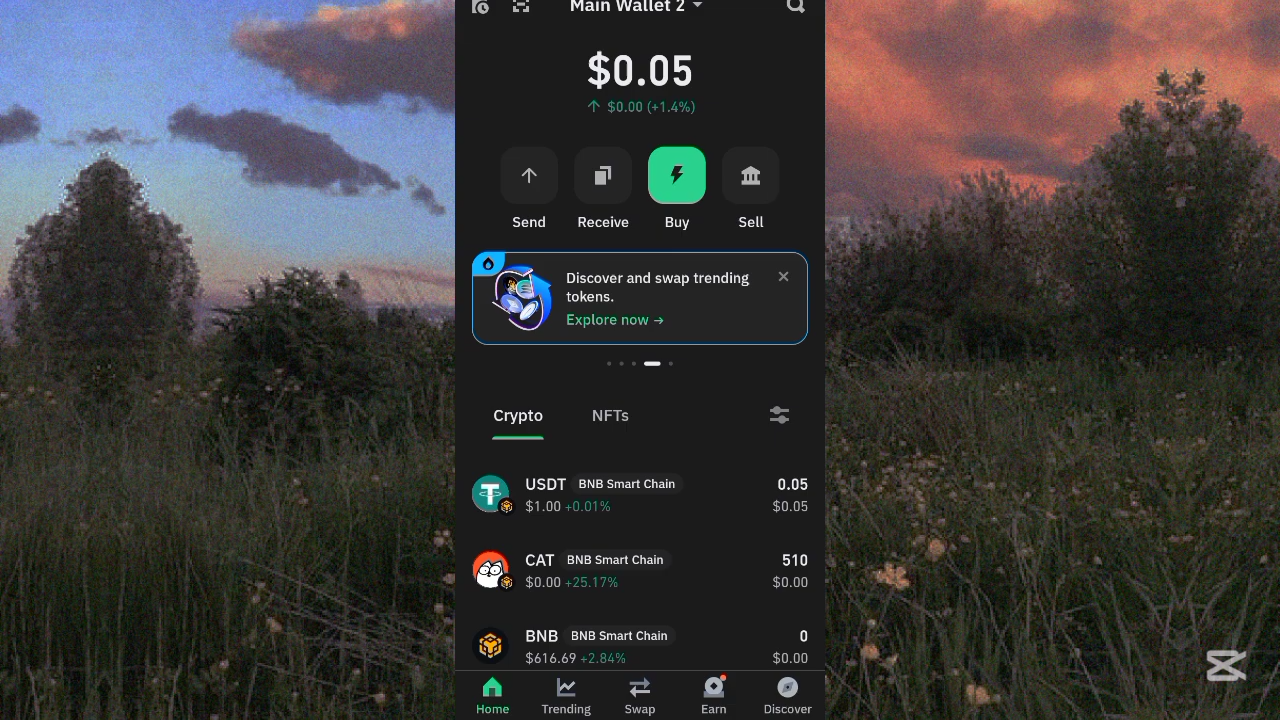 Main Wallet 2
$0.05
$0.00 (+1.4%)
Send Receive Buy Sell
Discover and swap trending
tokens.
Explore now →
Crypto NFTs
USDT BNB Smart Chain 0.05
$1.00 +0.01% $0.05
CAT BNB Smart Chain 510
$0.00 +25.17% $0.00
BNB BNB Smart Chain 0
$616.69 +2.84% $0.00
Home Trending Swap Earn Discover